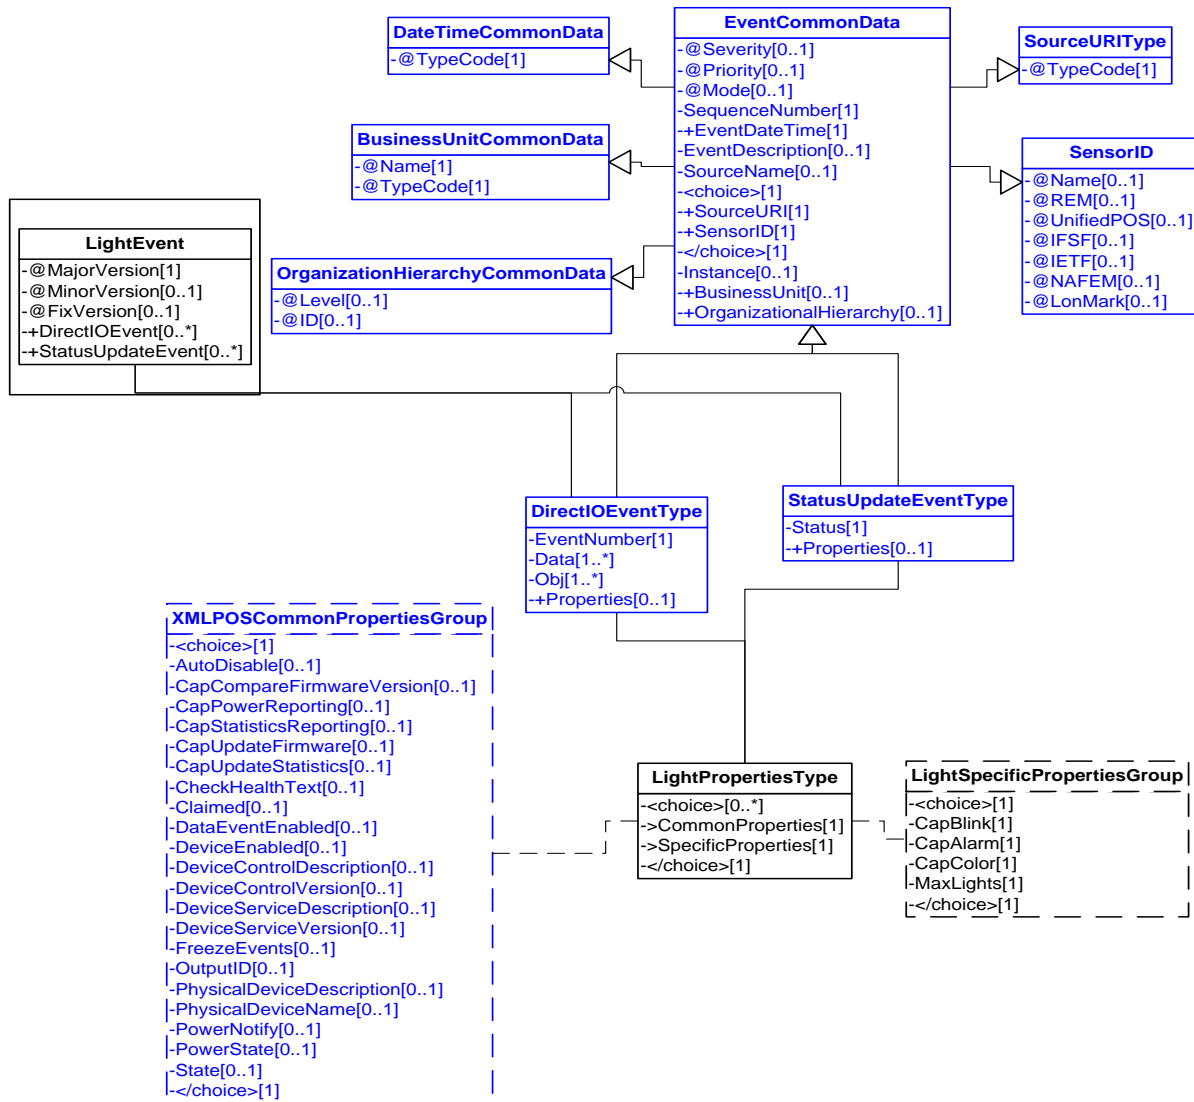 DateTimeCommonData
-@TypeCode[1]
EventCommonData
-@Severity[0..1]
-@Priority[0..1]
-@Mode[0..1]
-SequenceNumber[1]
-+EventDateTime[1]
-EventDescription[0..1]
-SourceName[0..1]
-<choice>[1]
-+SourceURI[1]
-+SensorID[1]
-</choice>[1]
-Instance[0..1]
-+BusinessUnit[0..1]
-+OrganizationalHierarchy[0..1]
SourceURIType
-@TypeCode[1]
BusinessUnitCommonData
-@Name[1]
-@TypeCode[1]
SensorID
-@Name[0..1]
-@REM[0..1]
-@UnifiedPOS[0..1]
-@IFSF[0..1]
-@IETF[0..1]
-@NAFEM[0..1]
-@LonMark[0..1]
LightEvent
-@MajorVersion[1]
-@MinorVersion[0..1]
-@FixVersion[0..1]
-+DirectIOEvent[0..*]
-+StatusUpdateEvent[0..*]
OrganizationHierarchyCommonData
-@Level[0..1]
-@ID[0..1]
DirectIOEventType
-EventNumber[1]
-Data[1..*]
-Obj[1..*]
-+Properties[0..1]
StatusUpdateEventType
-Status[1]
-+Properties[0..1]
XMLPOSCommonPropertiesGroup
-<choice>[1]
-AutoDisable[0..1]
-CapCompareFirmwareVersion[0..1]
-CapPowerReporting[0..1]
-CapStatisticsReporting[0..1]
-CapUpdateFirmware[0..1]
-CapUpdateStatistics[0..1]
-CheckHealthText[0..1]
-Claimed[0..1]
-DataEventEnabled[0..1]
-DeviceEnabled[0..1]
-DeviceControlDescription[0..1]
-DeviceControlVersion[0..1]
-DeviceServiceDescription[0..1]
-DeviceServiceVersion[0..1]
-FreezeEvents[0..1]
-OutputID[0..1]
-PhysicalDeviceDescription[0..1]
-PhysicalDeviceName[0..1]
-PowerNotify[0..1]
-PowerState[0..1]
-State[0..1]
-</choice>[1]
LightPropertiesType
-<choice>[0..*]
->CommonProperties[1]
->SpecificProperties[1]
-</choice>[1]
LightSpecificPropertiesGroup
-<choice>[1]
-CapBlink[1]
-CapAlarm[1]
-CapColor[1]
-MaxLights[1]
-</choice>[1]